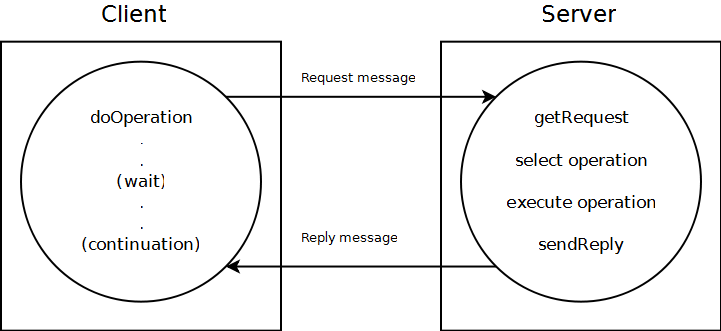 Client
Server
Request message
doOperation
.
.
(wait)
.
.
(continuation)
getRequest
select operation
execute operation
sendReply
Reply message